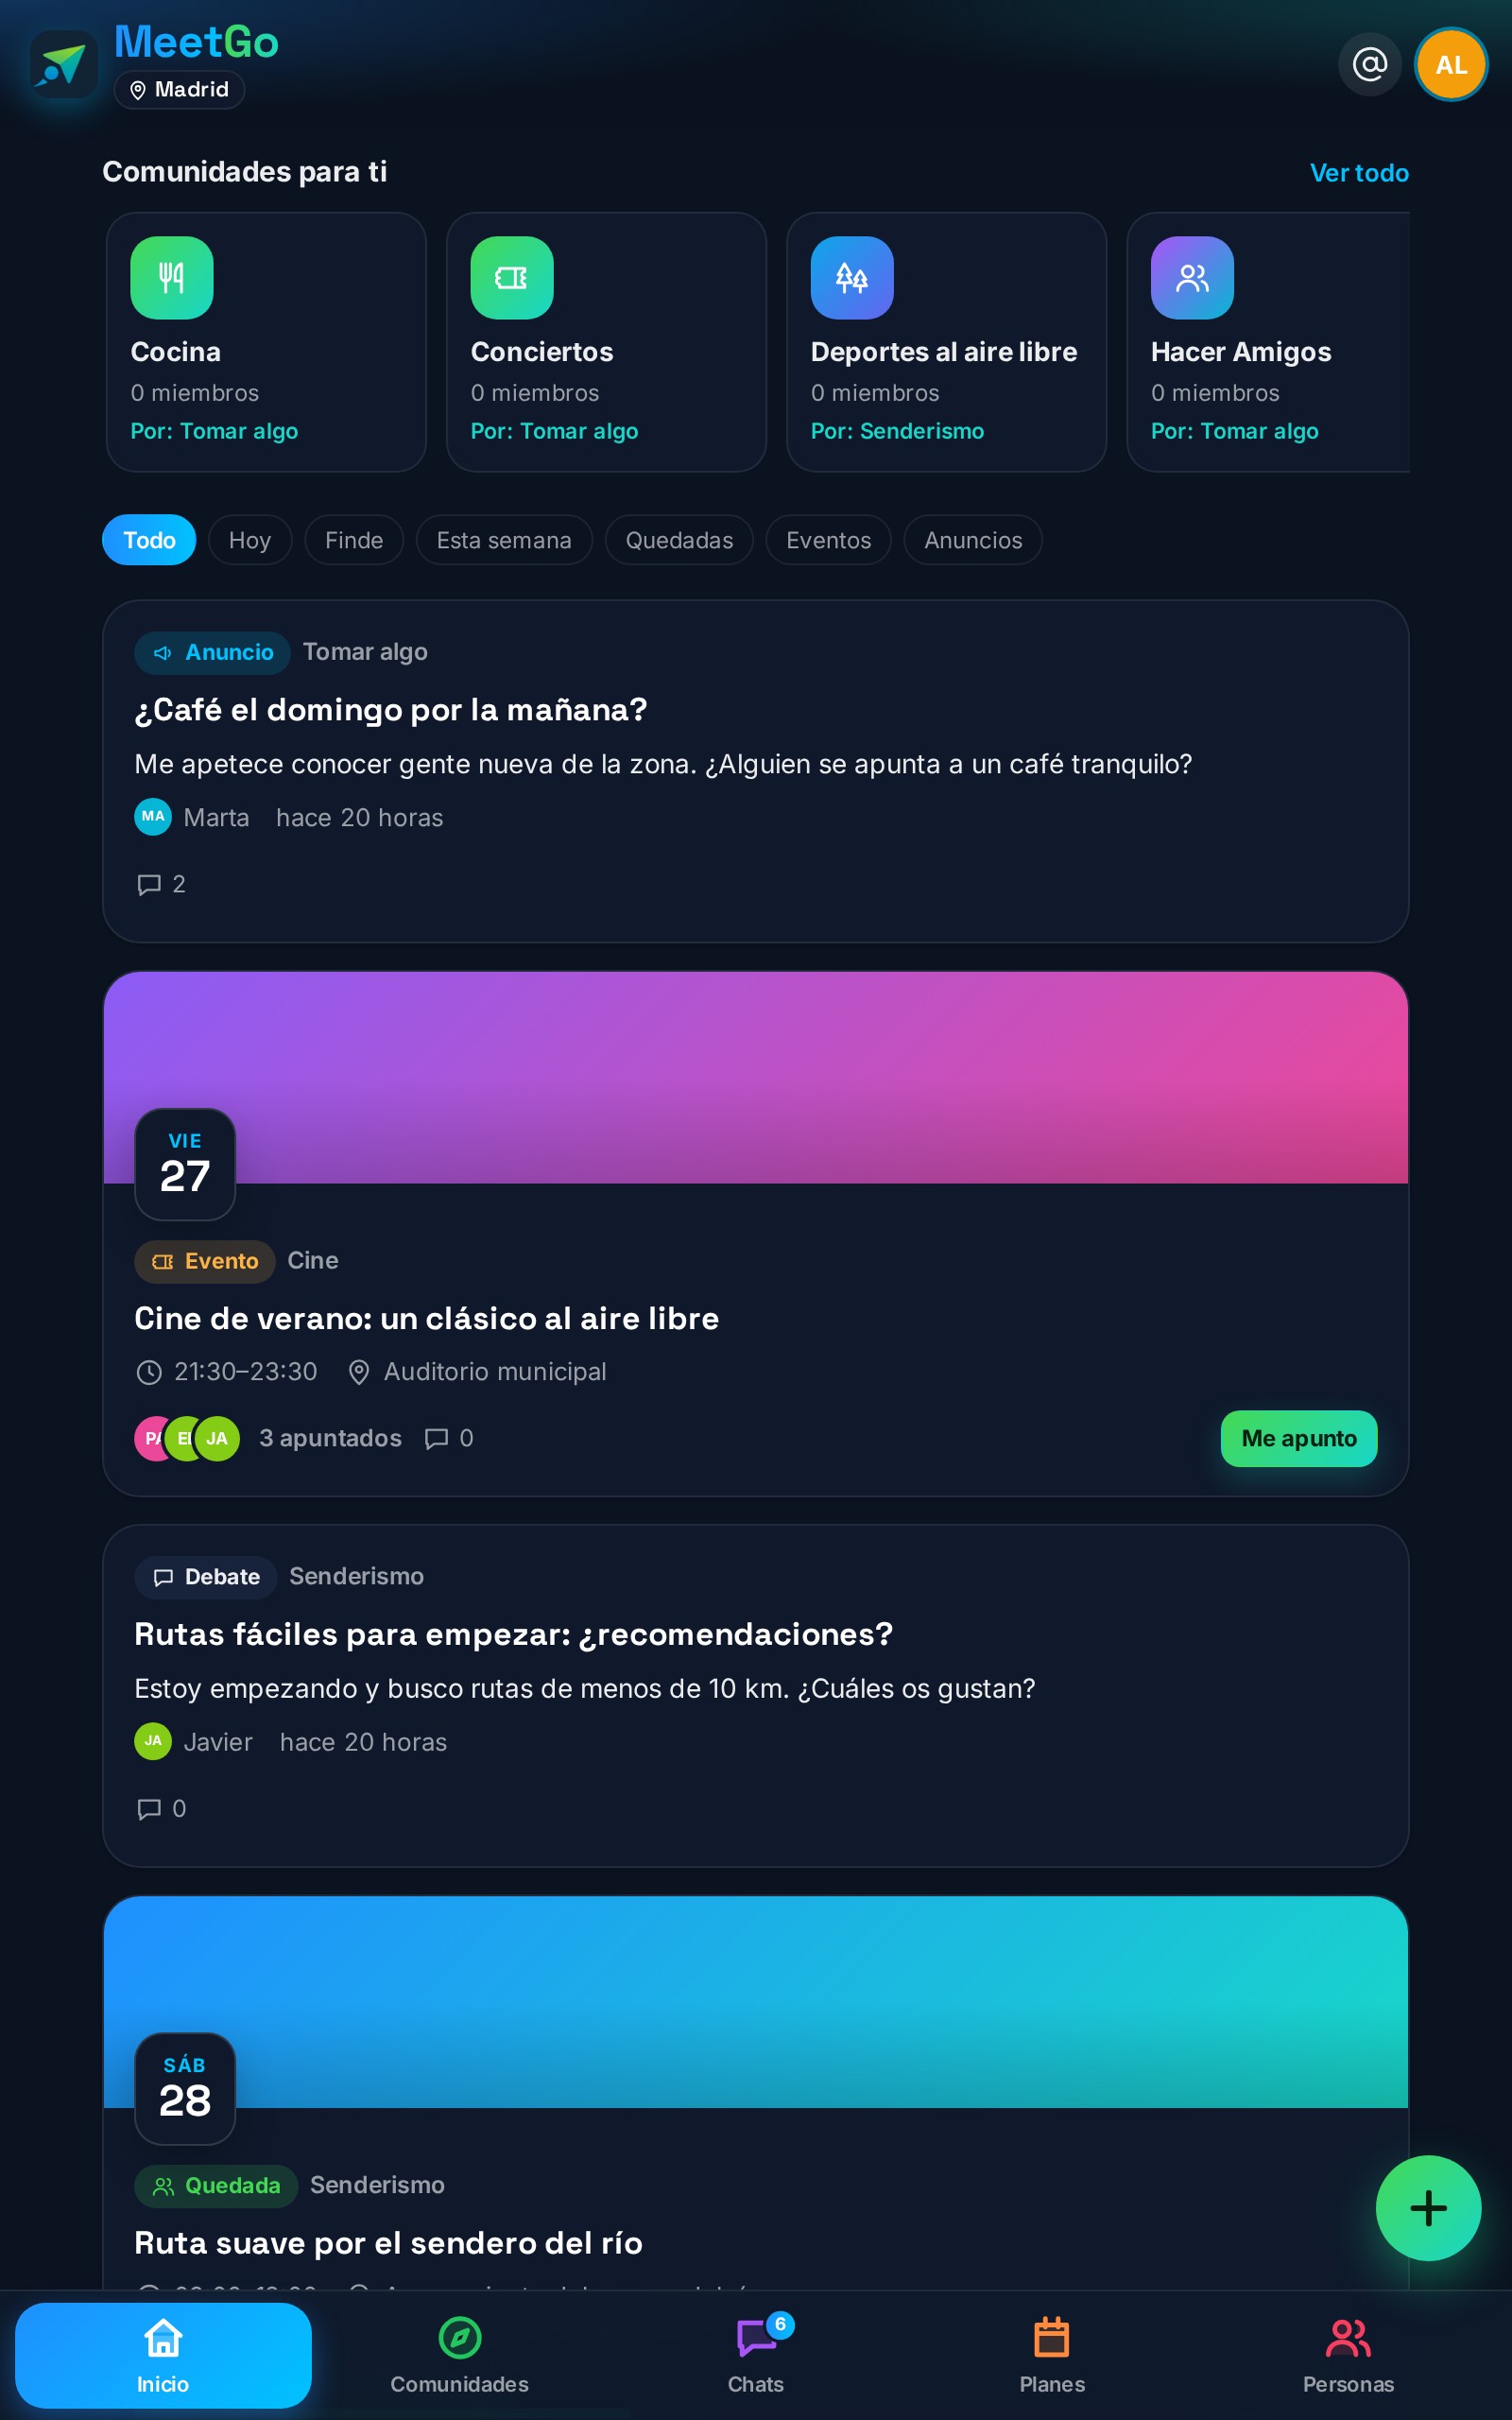 MeetGo
Madrid
@
AL
Comunidades para ti
Ver todo
Cocina
0 miembros
Por: Tomar algo
Conciertos
0 miembros
Por: Tomar algo
Deportes al aire libre
0 miembros
Por: Senderismo
Hacer Amigos
0 miembros
Por: Tomar algo
Todo
Hoy
Finde
Esta semana
Quedadas
Eventos
Anuncios
Anuncio Tomar algo
¿Café el domingo por la mañana?
Me apetece conocer gente nueva de la zona. ¿Alguien se apunta a un café tranquilo?
MA Marta hace 20 horas
2
VIE
27
Evento Cine
Cine de verano: un clásico al aire libre
21:30–23:30 Auditorio municipal
JA 3 apuntados 0
Me apunto
Debate Senderismo
Rutas fáciles para empezar: ¿recomendaciones?
Estoy empezando y busco rutas de menos de 10 km. ¿Cuáles os gustan?
JA Javier hace 20 horas
0
SÁB
28
Quedada Senderismo
Ruta suave por el sendero del río
Inicio
Comunidades
6
Chats
Planes
Personas